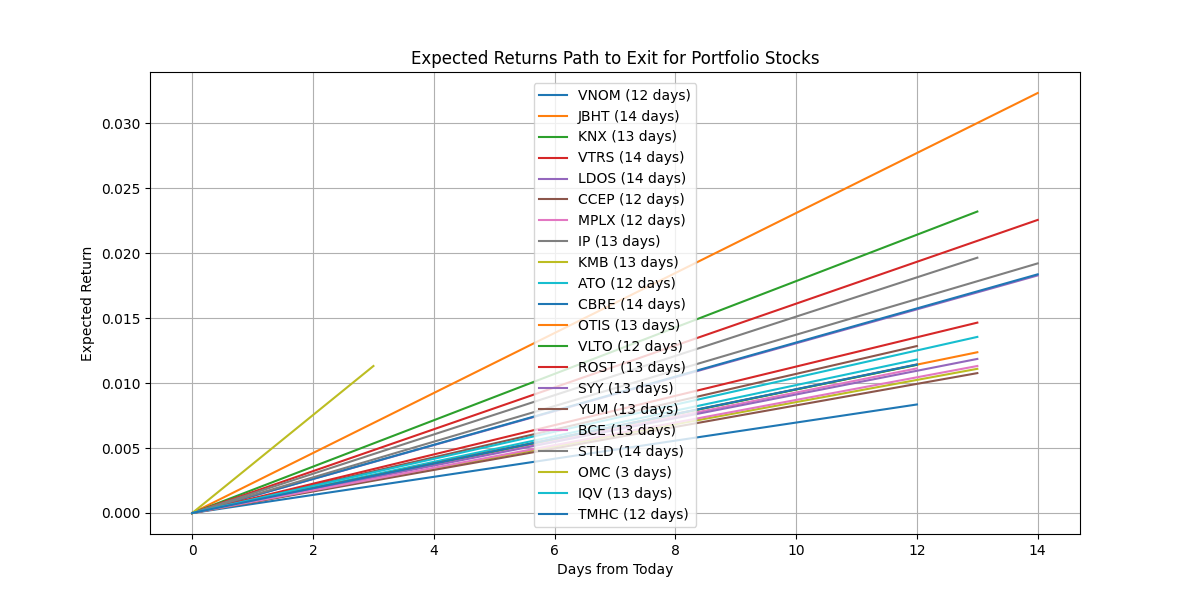 Expected Returns Path to Exit for Portfolio Stocks
Expected Return
0.030
0.025
0.020
0.015
0.010
0.005
0.000
VNOM (12 days)
JBHT (14 days)
KNX (13 days)
VTRS (14 days)
LDOS (14 days)
CCEP (12 days)
MPLX (12 days)
IP (13 days)
KMB (13 days)
ATO (12 days)
CBRE (14 days)
OTIS (13 days)
VLTO (12 days)
ROST (13 days)
SYY (13 days)
YUM (13 days)
BCE (13 days)
STLD (14 days)
OMC (3 days)
IQV (13 days)
TMHC (12 days)
0 2 4 6 8 10 12 14
Days from Today